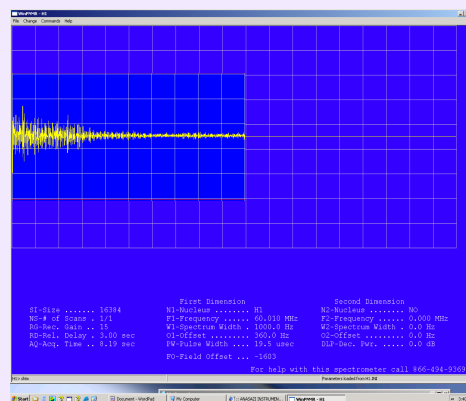 WinPNMR - H1
File Change Commands Help
First Dimension
Second Dimension
SI-Size ....... 16384
N1-Nucleus ........ H1
N2-Nucleus ........ NO
NS-# of Scans . 1/1
F1-Frequency ...... 60.010 MHz
F2-Frequency ...... 0.000 MHz
RG-Rec. Gain .. 15
W1-Spectrum Width . 1000.0 Hz
W2-Spectrum Width . 0.0 Hz
RD-Rel. Delay . 3.00 sec
O1-Offset ......... 360.0 Hz
O2-Offset ......... 0.0 Hz
AQ-Acq. Time .. 8.19 sec
PW-Pulse Width .... 19.5 usec
DLP-Dec. Pwr. ..... 0.0 dB
FO-Field Offset ... -1603
For help with this spectrometer call 866-494-9369
H1> shim
Parameters loaded from H1.INI
Start
Document - WordPad
My Computer
ANASAZI INSTRUMEN...
WinPNMR - H1